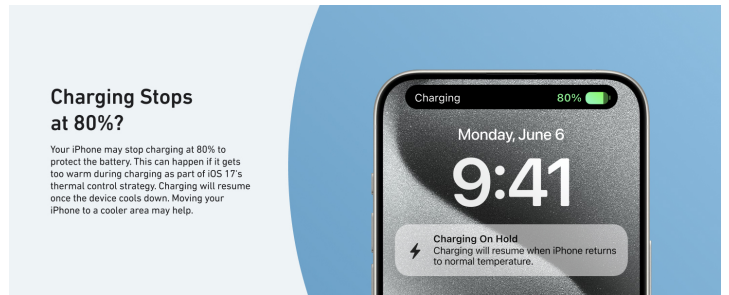 Charging Stops
at 80%?
Your iPhone may stop charging at 80% to
protect the battery. This can happen if it gets
too warm during charging as part of iOS 17's
thermal control strategy. Charging will resume
once the device cools down. Moving your
iPhone to a cooler area may help.
Charging 80%
Monday, June 6
9:41
Charging On Hold
Charging will resume when iPhone returns
to normal temperature.